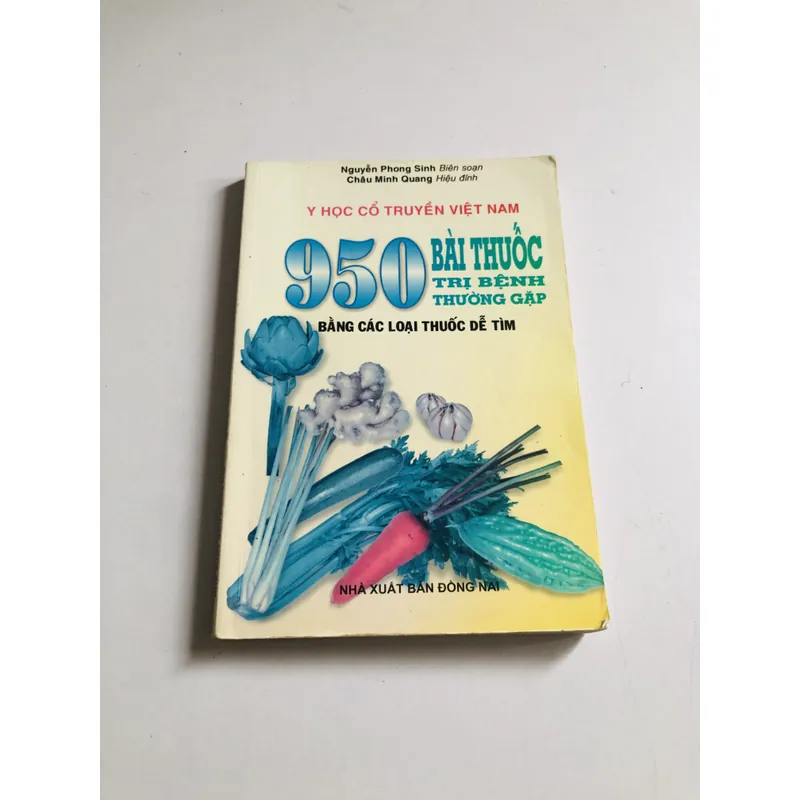 Nguyễn Phong Sinh Biên soạn
Châu Minh Quang Hiệu đính
Y HỌC CỔ TRUYỀN VIỆT NAM
950 BÀI THUỐC
TRỊ BỆNH
THƯỜNG GẶP
BẰNG CÁC LOẠI THUỐC DỄ TÌM
NHÀ XUẤT BẢN ĐỒNG NAI